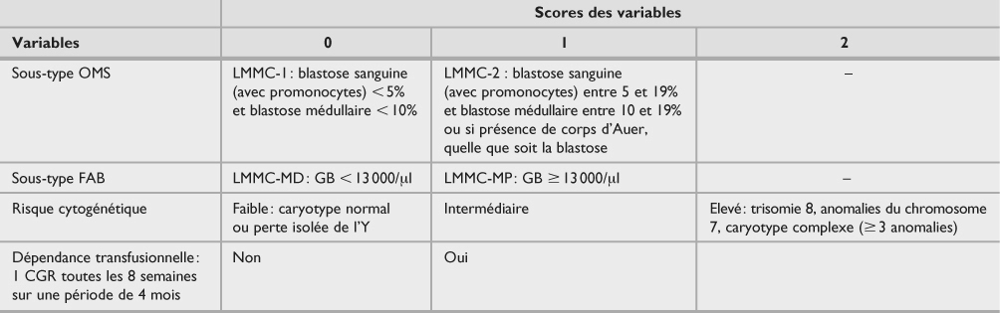 Scores des variables
Variables 0 1 2
Sous-type OMS
LMMC-1 : blastose sanguine
(avec promonocytes) < 5%
et blastose médullaire < 10%
LMMC-2 : blastose sanguine
(avec promonocytes) entre 5 et 19%
et blastose médullaire entre 10 et 19%
ou si présence de corps d'Auer,
quelle que soit la blastose
–
Sous-type FAB
LMMC-MD : GB < 13 000/μl
LMMC-MP : GB ≥ 13 000/μl
–
Risque cytogénétique
Faible : caryotype normal
ou perte isolée de l'Y
Intermédiaire
Elevé : trisomie 8, anomalies du chromosome
7, caryotype complexe (≥ 3 anomalies)
Dépendance transfusionnelle :
1 CGR toutes les 8 semaines
sur une période de 4 mois
Non
Oui